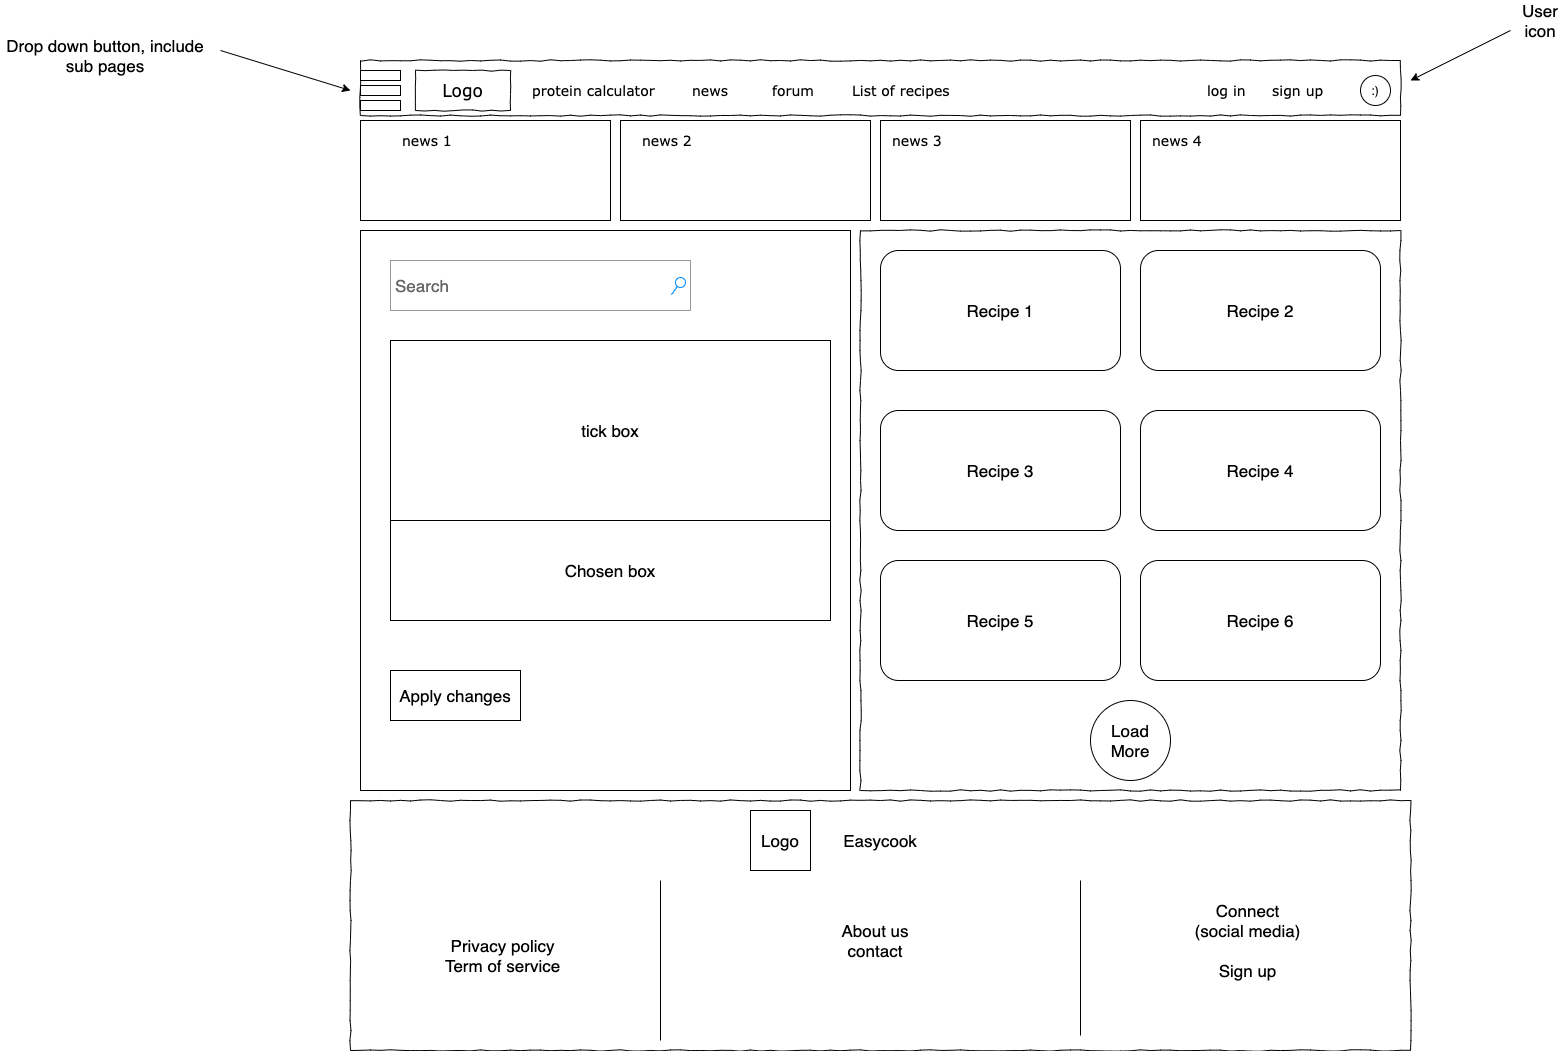 User
icon
Drop down button, include
sub pages
Logo
protein calculator
news
forum
List of recipes
log in
sign up
:)
news 1
news 2
news 3
news 4
Search
tick box
Chosen box
Apply changes
Recipe 1
Recipe 2
Recipe 3
Recipe 4
Recipe 5
Recipe 6
Load
More
Logo
Easycook
Privacy policy
Term of service
About us
contact
Connect
(social media)
Sign up